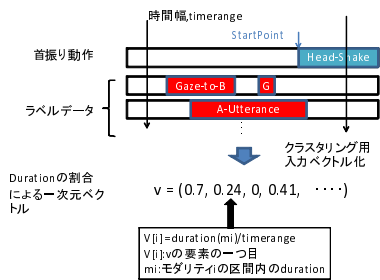 時間幅,timerange
StartPoint
首振り動作
Head-Shake
Gaze-to-B
G
ラベルデータ
A-Utterance
クラスタリング用
入力ベクトル化
Durationの割合
による一次元ベク
トル
v = (0.7, 0.24, 0, 0.41, ････)
V[i]=duration(mi)/timerange
V[i]:vの要素の一つ目
mi:モダリティiの区間内のduration